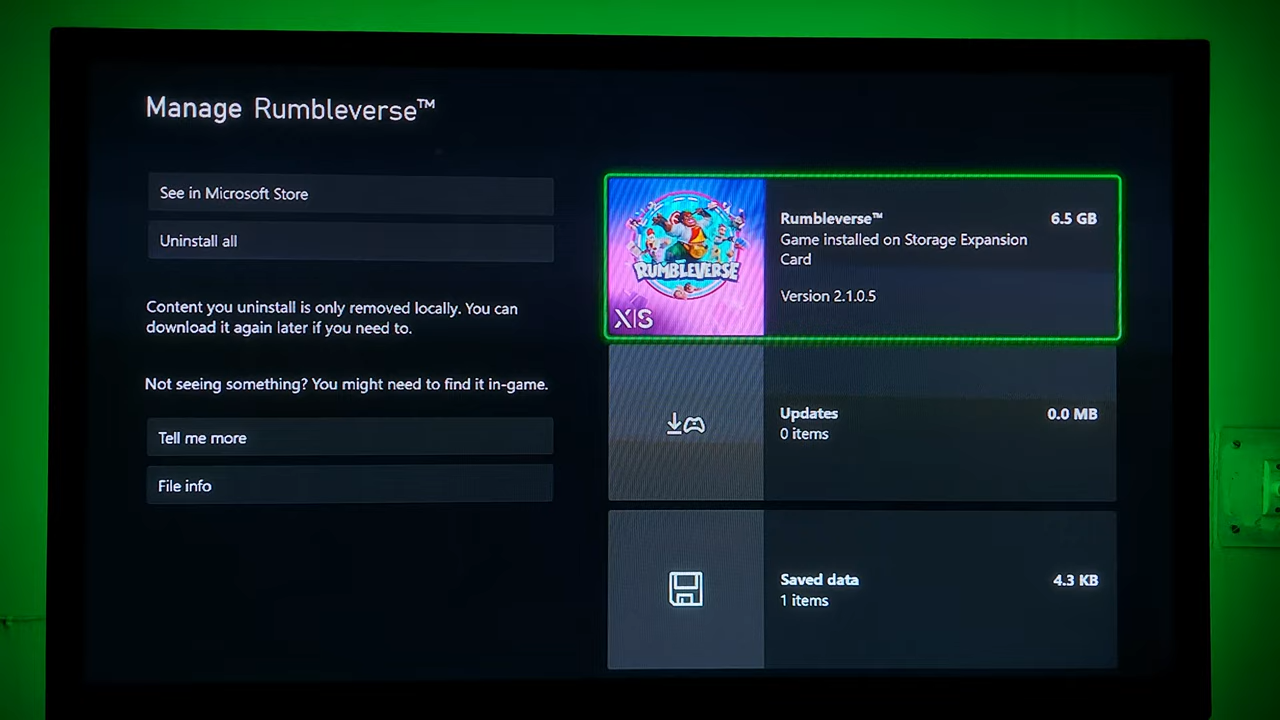 Manage Rumbleverse™
See in Microsoft Store
Uninstall all
Content you uninstall is only removed locally. You can
download it again later if you need to.
Not seeing something? You might need to find it in-game.
Tell me more
File info
RUMBLEVERSE
X|S
Rumbleverse™ 6.5 GB
Game installed on Storage Expansion
Card
Version 2.1.0.5
Updates 0.0 MB
0 items
Saved data 4.3 KB
1 items